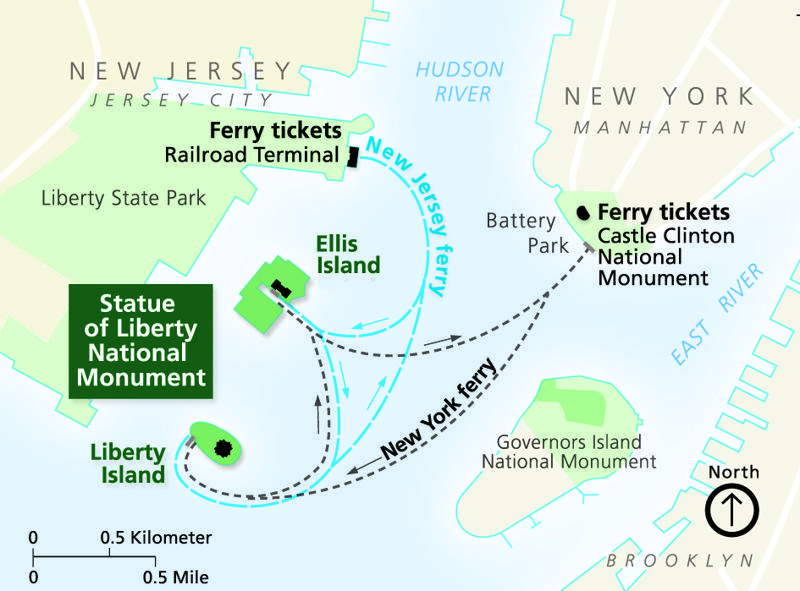 NEW JERSEY
JERSEY CITY
HUDSON
RIVER
NEW YORK
MANHATTAN
Ferry tickets
Railroad Terminal
New Jersey ferry
Liberty State Park
Battery
Park
Ferry tickets
Castle Clinton
National
Monument
Ellis
Island
EAST RIVER
Statue
of Liberty
National
Monument
New York ferry
Liberty
Island
Governors Island
National Monument
North
0 0.5 Kilometer
0 0.5 Mile
BROOKLYN